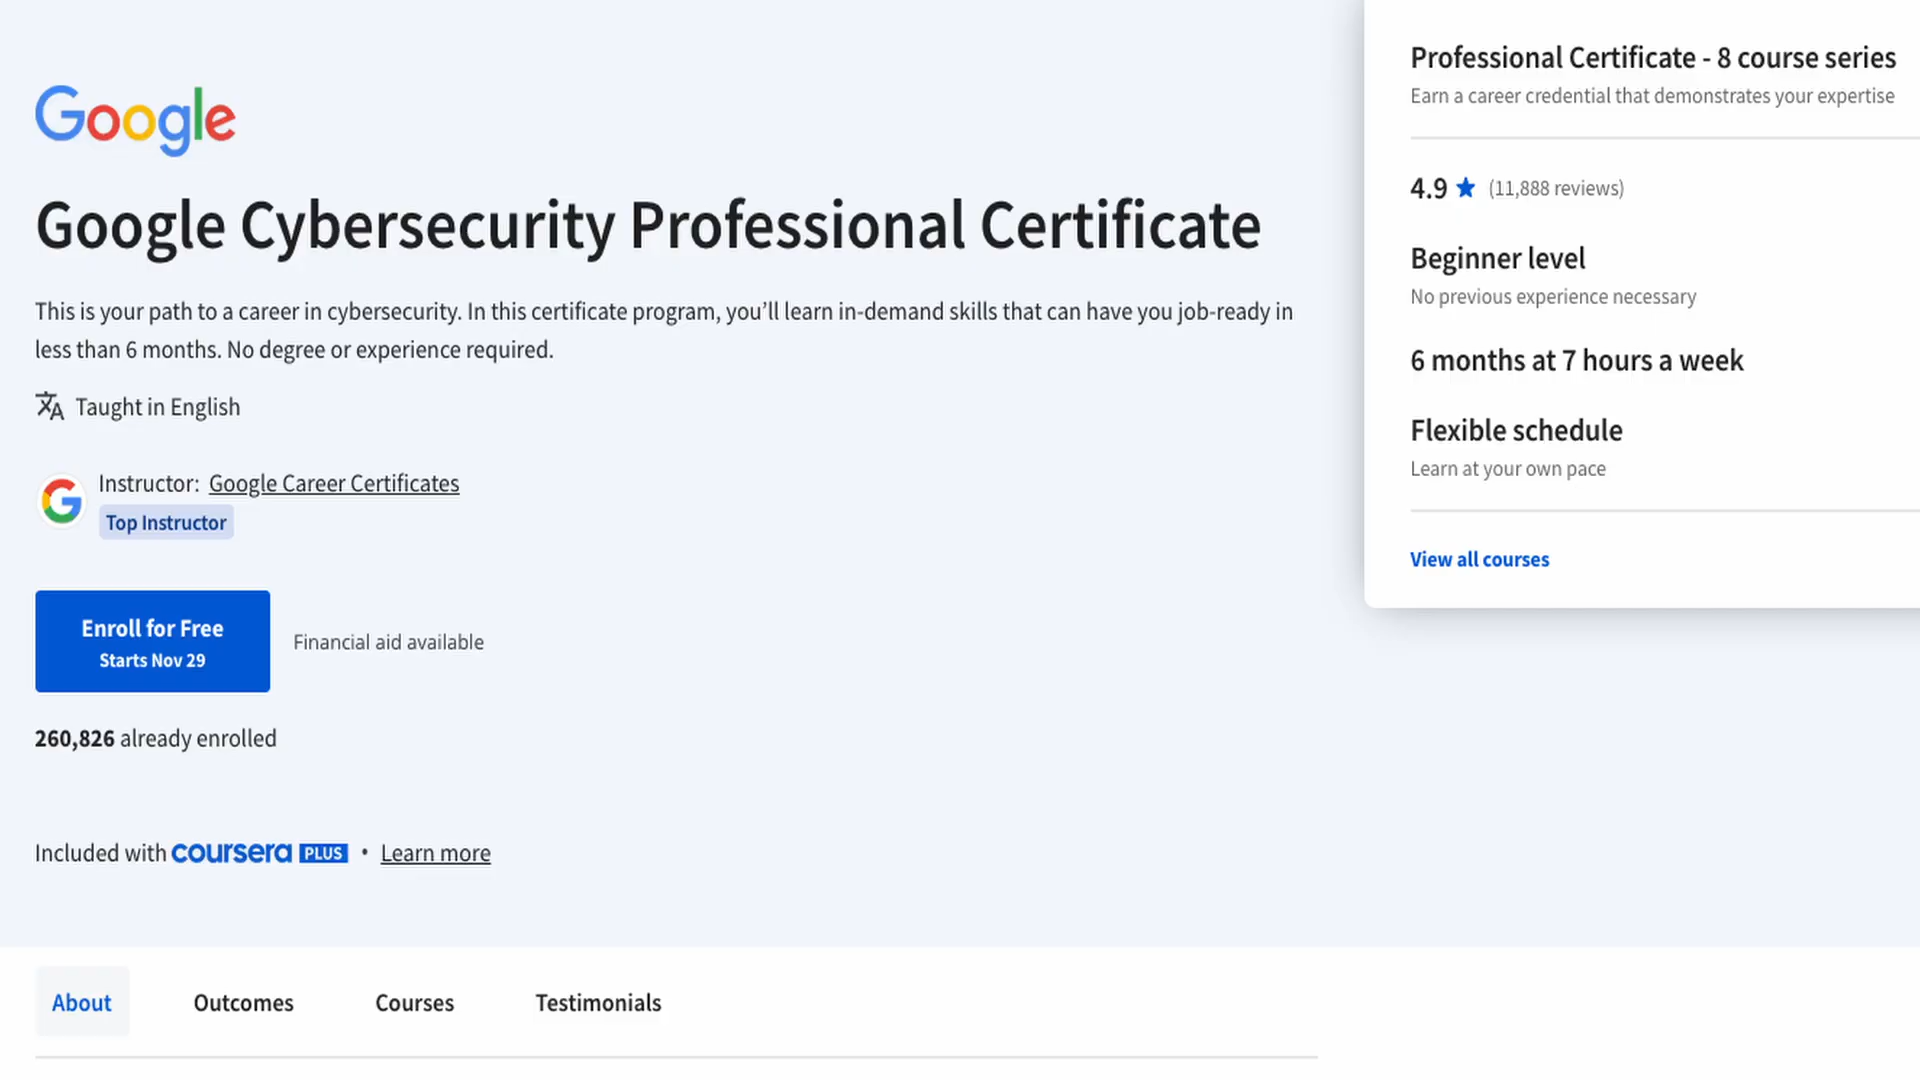 Google
Google Cybersecurity Professional Certificate
This is your path to a career in cybersecurity. In this certificate program, you’ll learn in-demand skills that can have you job-ready in
less than 6 months. No degree or experience required.
Taught in English
Instructor: Google Career Certificates
Top Instructor
Enroll for Free
Starts Nov 29
Financial aid available
260,826 already enrolled
Included with coursera PLUS • Learn more
Professional Certificate - 8 course series
Earn a career credential that demonstrates your expertise
4.9 ★ (11,888 reviews)
Beginner level
No previous experience necessary
6 months at 7 hours a week
Flexible schedule
Learn at your own pace
View all courses
About Outcomes Courses Testimonials